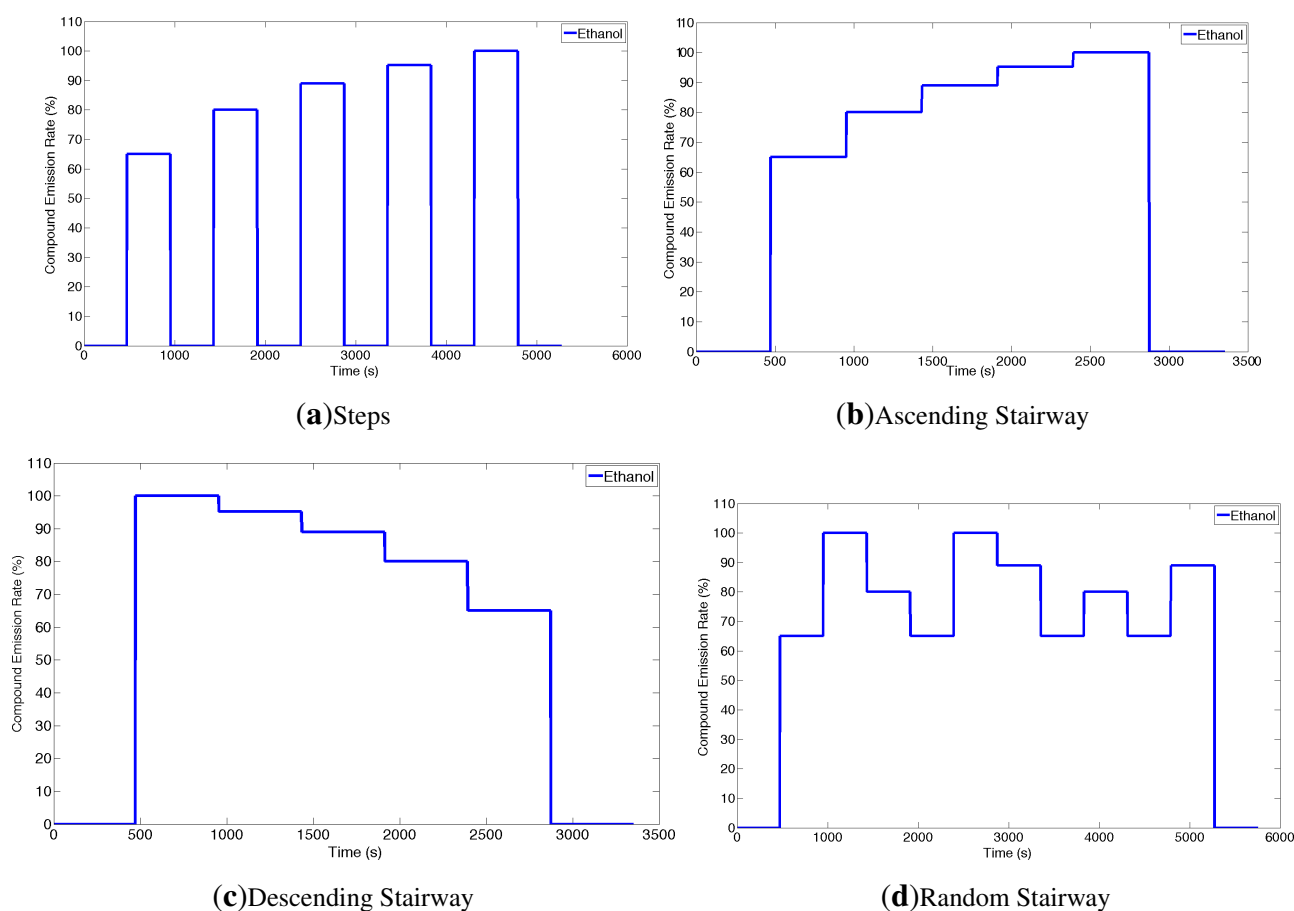 110
100
90
80
70
60
50
40
30
20
10
0
Compound Emission Rate (%)
Ethanol
0 1000 2000 3000 4000 5000 6000
Time (s)
(a)Steps
110
100
90
80
70
60
50
40
30
20
10
0
Compound Emission Rate (%)
Ethanol
0 500 1000 1500 2000 2500 3000 3500
Time (s)
(b)Ascending Stairway
110
100
90
80
70
60
50
40
30
20
10
0
Compound Emission Rate (%)
Ethanol
0 500 1000 1500 2000 2500 3000 3500
Time (s)
(c)Descending Stairway
110
100
90
80
70
60
50
40
30
20
10
0
Compound Emission Rate (%)
Ethanol
0 1000 2000 3000 4000 5000 6000
Time (s)
(d)Random Stairway